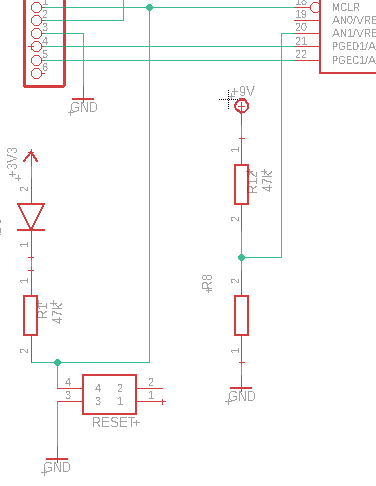 1
2
3
4
5
6
18 MCLR
19 AN0/VRE
20 AN1/VRE
21 PGED1/A
22 PGEC1/A
GND
+9V
+3V3
2
1
1
R1
47k
2
1
R12
47k
2
2
R8
1
GND
4 4 2 2
3 3 1 1
RESET
GND